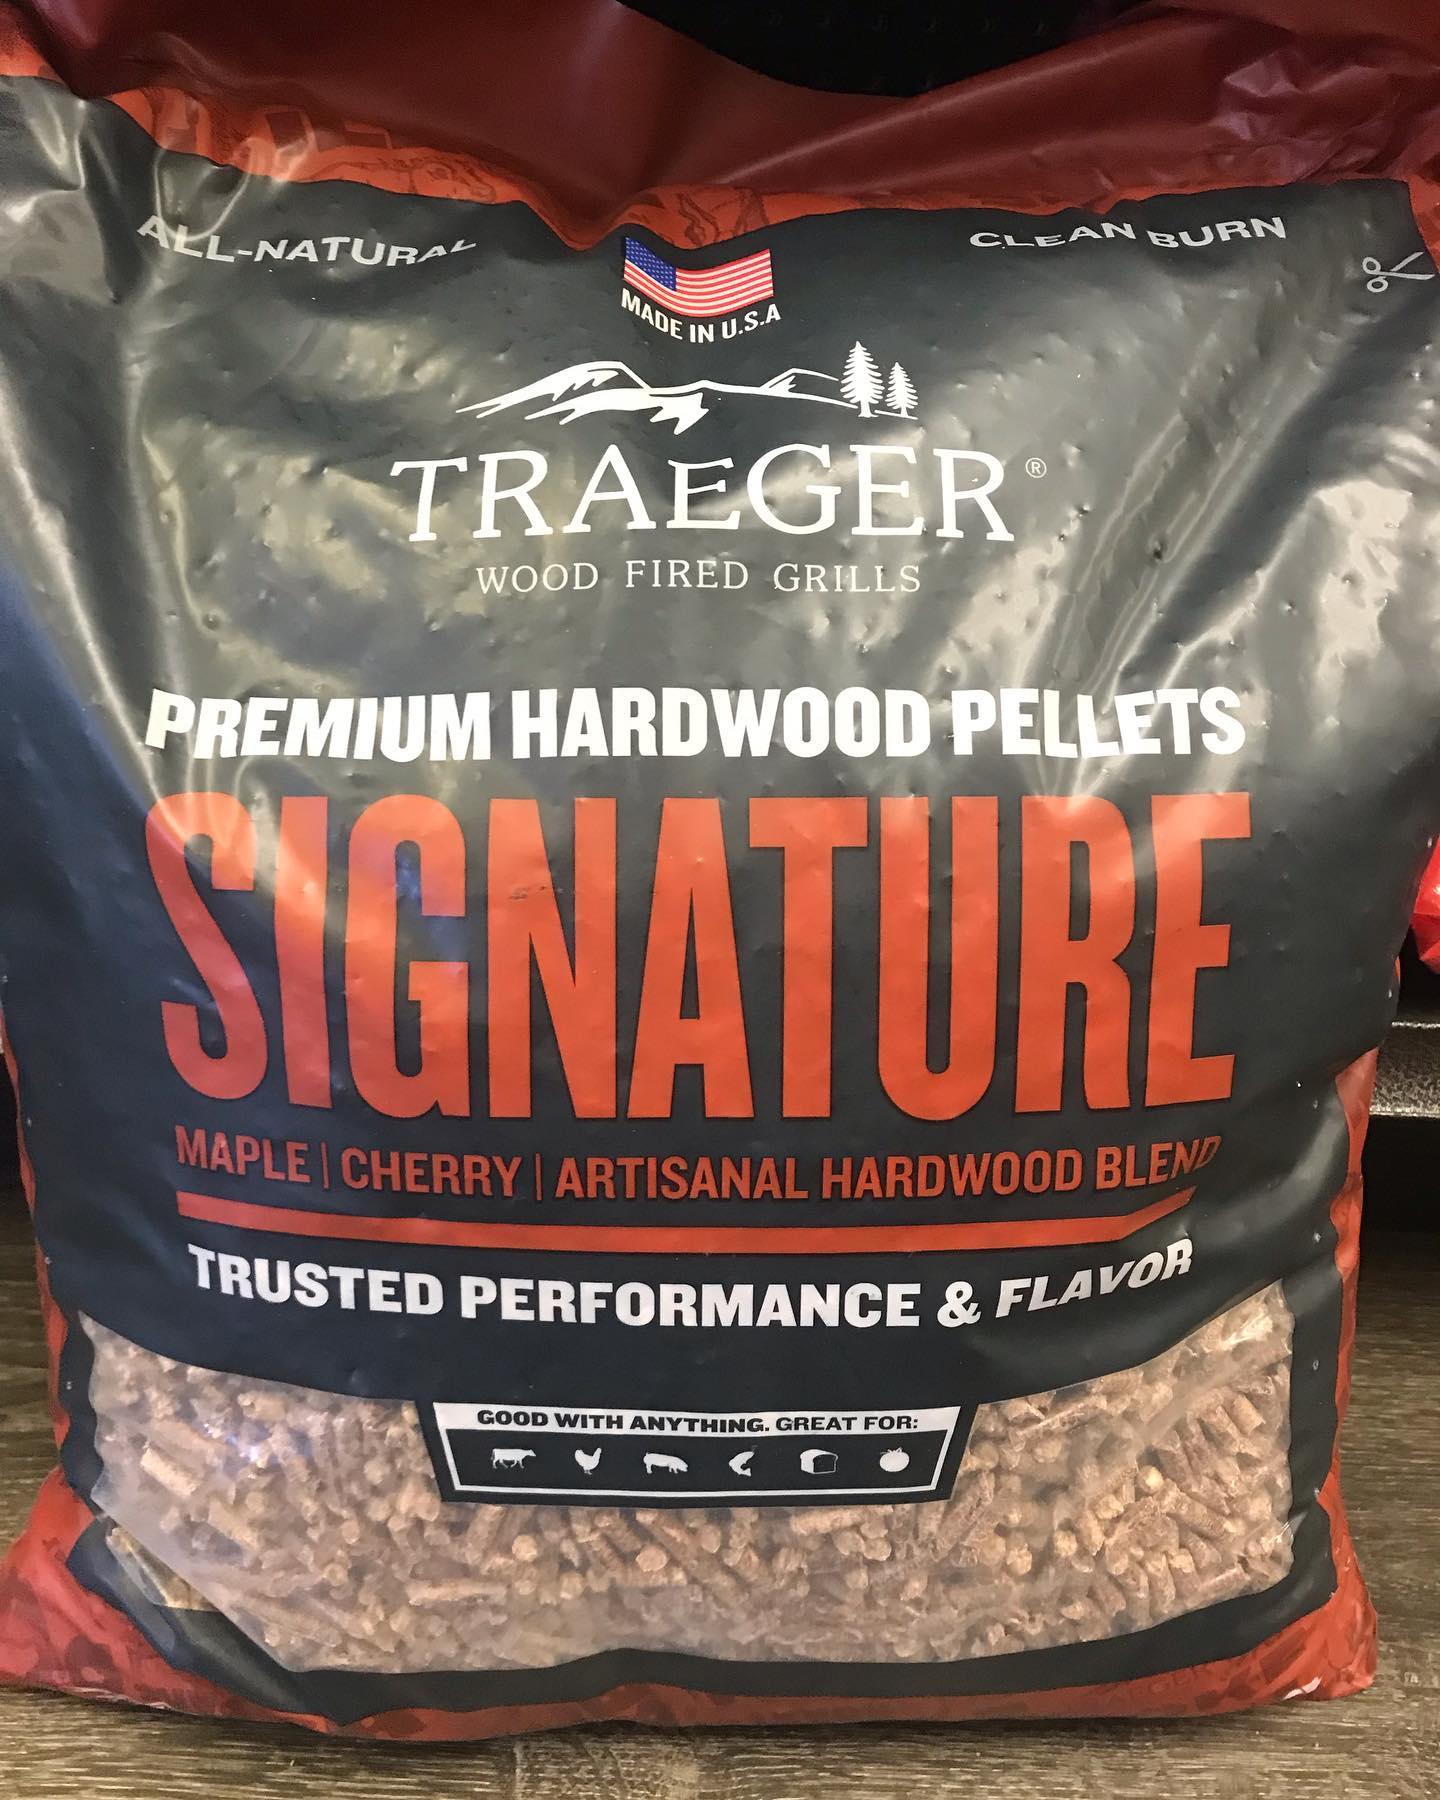 ALL-NATURAL
CLEAN BURN
MADE IN U.S.A
TRAEGER®
WOOD FIRED GRILLS
PREMIUM HARDWOOD PELLETS
SIGNATURE
MAPLE | CHERRY | ARTISANAL HARDWOOD BLEND
TRUSTED PERFORMANCE & FLAVOR
GOOD WITH ANYTHING. GREAT FOR: